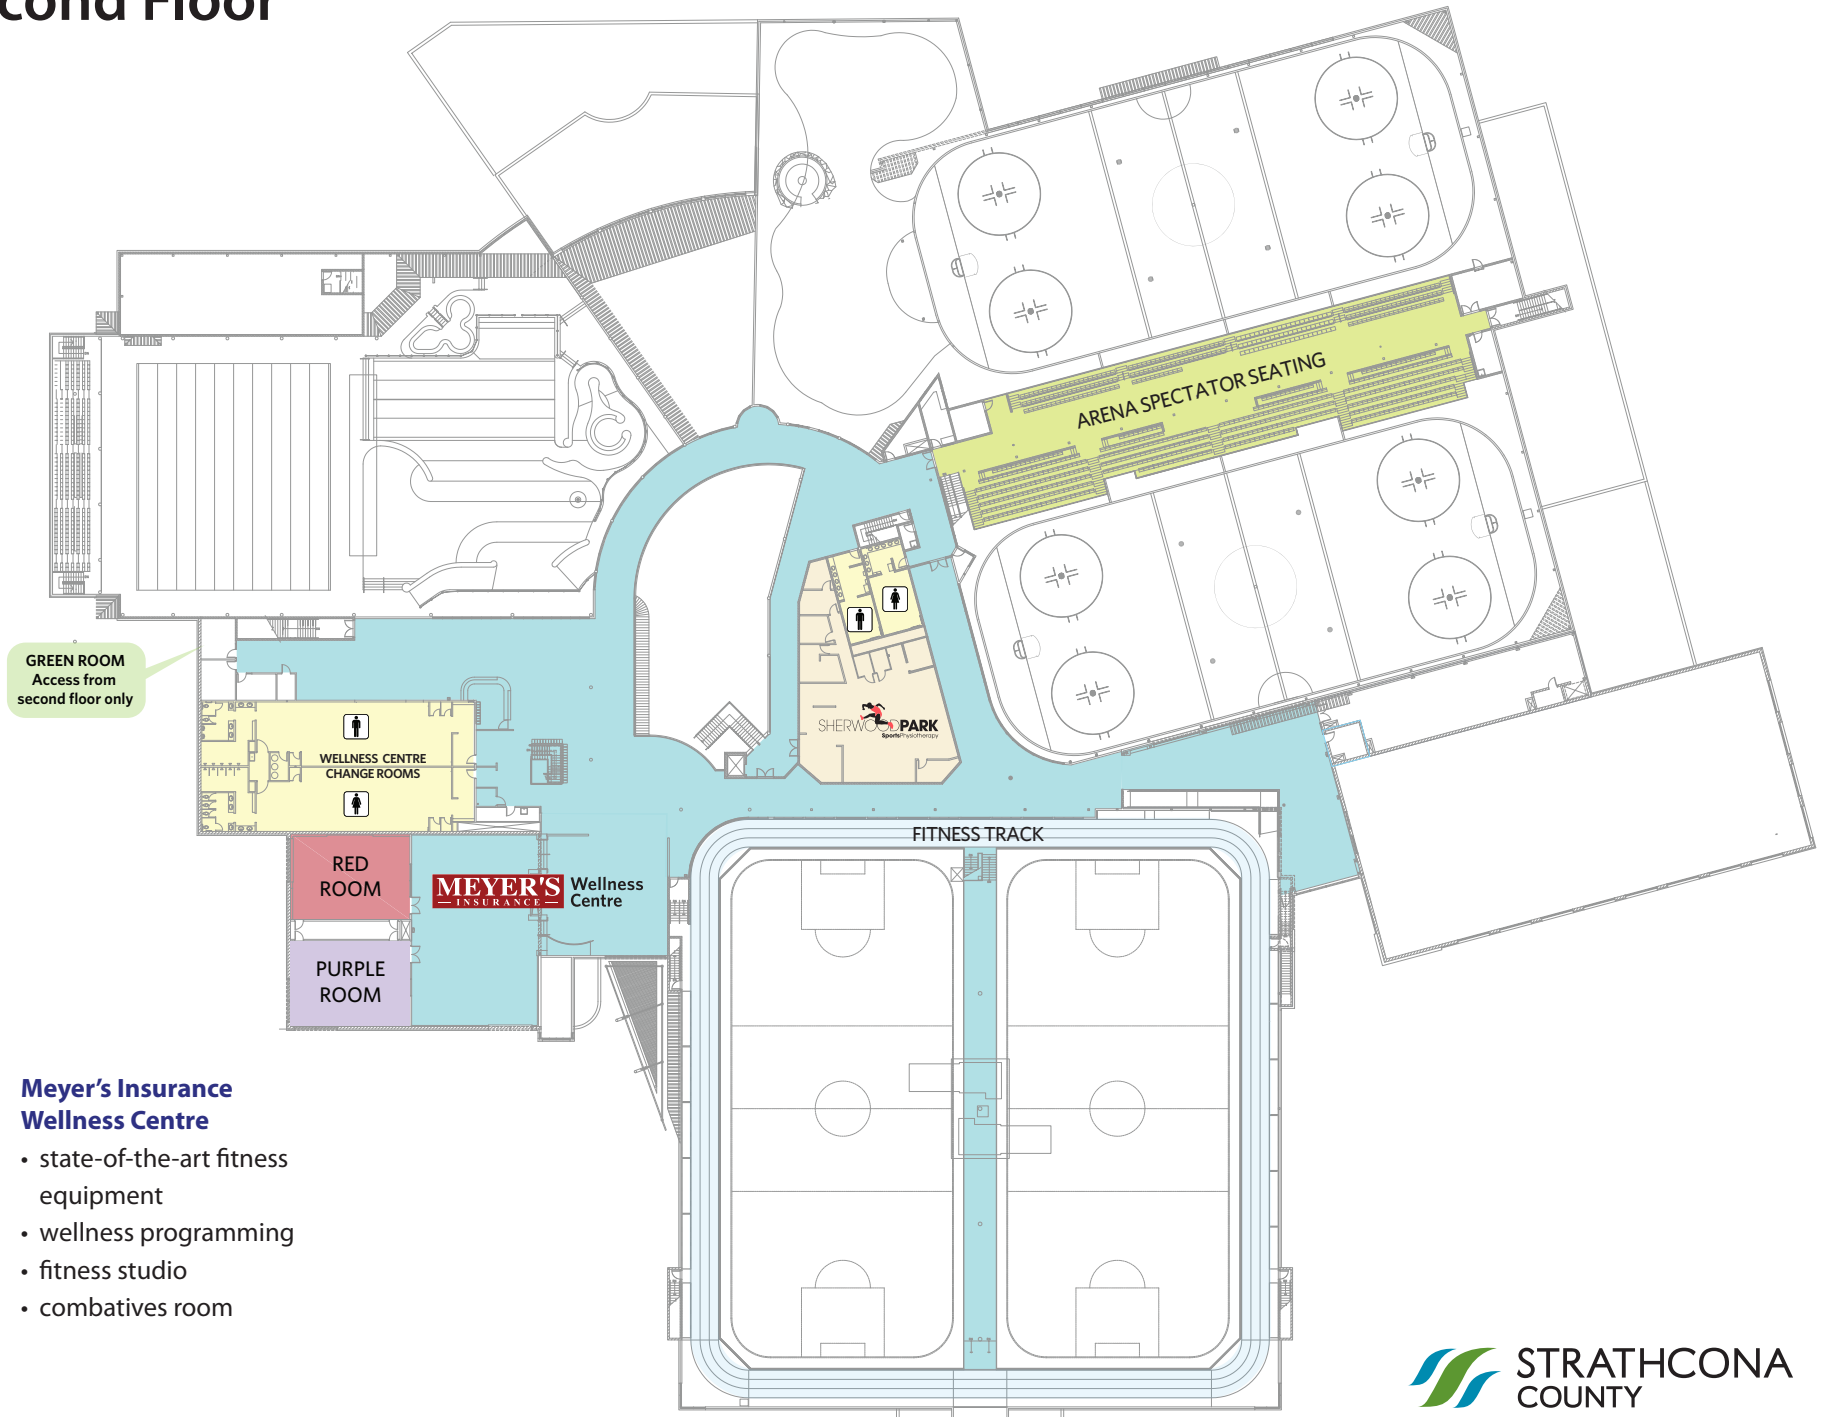 cond Floor
ARENA SPECTATOR SEATING
GREEN ROOM
Access from
second floor only
SHERWOODPARK
SportsPhysiotherapy
WELLNESS CENTRE
CHANGE ROOMS
FITNESS TRACK
RED
ROOM
MEYER'S
INSURANCE
Wellness
Centre
PURPLE
ROOM
Meyer’s Insurance
Wellness Centre
• state-of-the-art fitness
equipment
• wellness programming
• fitness studio
• combatives room
STRATHCONA
COUNTY